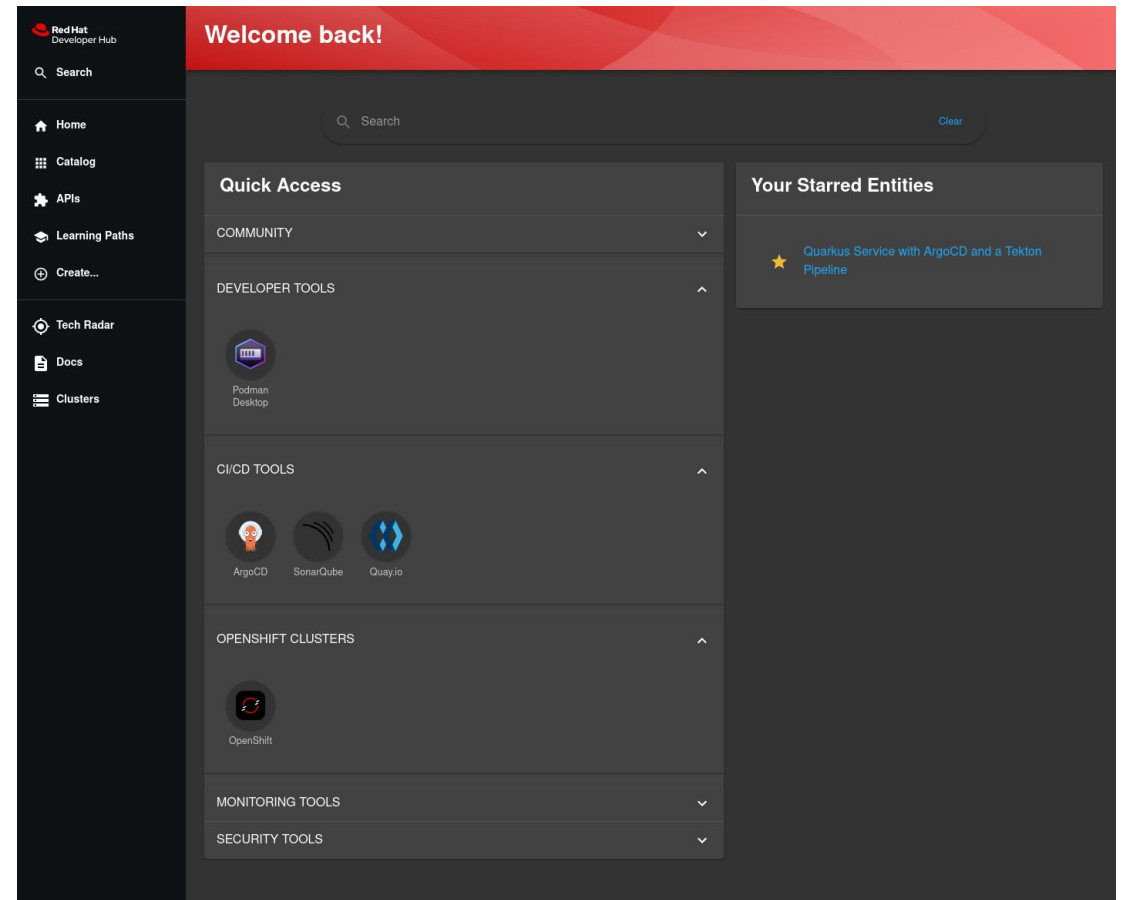 Red Hat
Developer Hub
Search
Home
Catalog
APIs
Learning Paths
Create...
Tech Radar
Docs
Clusters
Welcome back!
Search
Clear
Quick Access
COMMUNITY
DEVELOPER TOOLS
Podman
Desktop
CI/CD TOOLS
ArgoCD
SonarQube
Quay.io
OPENSHIFT CLUSTERS
OpenShift
MONITORING TOOLS
SECURITY TOOLS
Your Starred Entities
Quarkus Service with ArgoCD and a Tekton
Pipeline